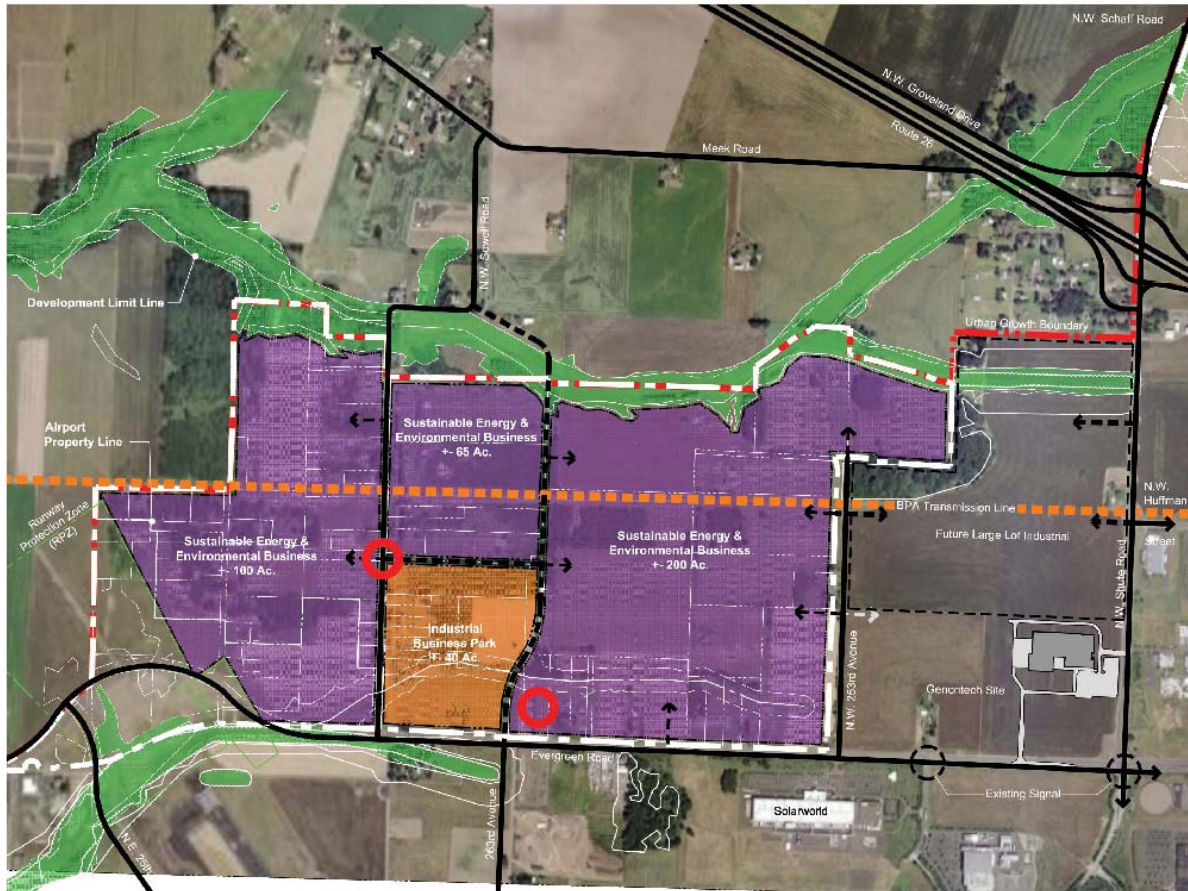 N.W. Schaff Road
N.W. Groveland Drive
Route 26
Meek Road
N.W. Sewell Road
Development Limit Line
Urban Growth Boundary
Airport
Property Line
Sustainable Energy &
Environmental Business
+- 65 Ac.
Runway
Protection Zone
(RPZ)
BPA Transmission Line
N.W.
Huffman
Street
Future Large Lot Industrial
Sustainable Energy &
Environmental Business
+- 100 Ac.
Sustainable Energy &
Environmental Business
+- 200 Ac.
N.W. Shute Road
Industrial
Business Park
+- 40 Ac.
N.W. 253rd Avenue
Genontech Site
Evergreen Road
263rd Avenue
Existing Signal
Solarworld
N.E. 25th